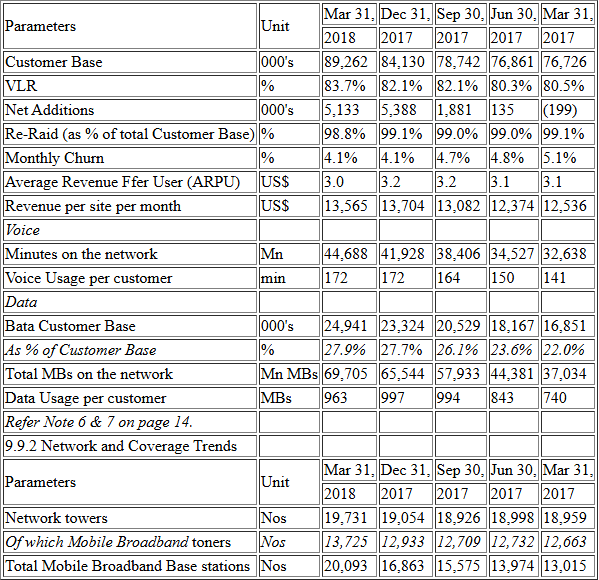 Parameters Unit Mar 31, 2018 Dec 31, 2017 Sep 30, 2017 Jun 30, 2017 Mar 31, 2017
Customer Base 000's 89,262 84,130 78,742 76,861 76,726
VLR % 83.7% 82.1% 82.1% 80.3% 80.5%
Net Additions 000's 5,133 5,388 1,881 135 (199)
Re-Raid (as % of total Customer Base) % 98.8% 99.1% 99.0% 99.0% 99.1%
Monthly Churn % 4.1% 4.1% 4.7% 4.8% 5.1%
Average Revenue Ffer User (ARPU) US$ 3.0 3.2 3.2 3.1 3.1
Revenue per site per month US$ 13,565 13,704 13,082 12,374 12,536
Voice
Minutes on the network Mn 44,688 41,928 38,406 34,527 32,638
Voice Usage per customer min 172 172 164 150 141
Data
Bata Customer Base 000's 24,941 23,324 20,529 18,167 16,851
As % of Customer Base % 27.9% 27.7% 26.1% 23.6% 22.0%
Total MBs on the network Mn MBs 69,705 65,544 57,933 44,381 37,034
Data Usage per customer MBs 963 997 994 843 740
Refer Note 6 & 7 on page 14.
9.9.2 Network and Coverage Trends
Parameters Unit Mar 31, 2018 Dec 31, 2017 Sep 30, 2017 Jun 30, 2017 Mar 31, 2017
Network towers Nos 19,731 19,054 18,926 18,998 18,959
Of which Mobile Broadband toners Nos 13,725 12,933 12,709 12,732 12,663
Total Mobile Broadband Base stations Nos 20,093 16,863 15,575 13,974 13,015